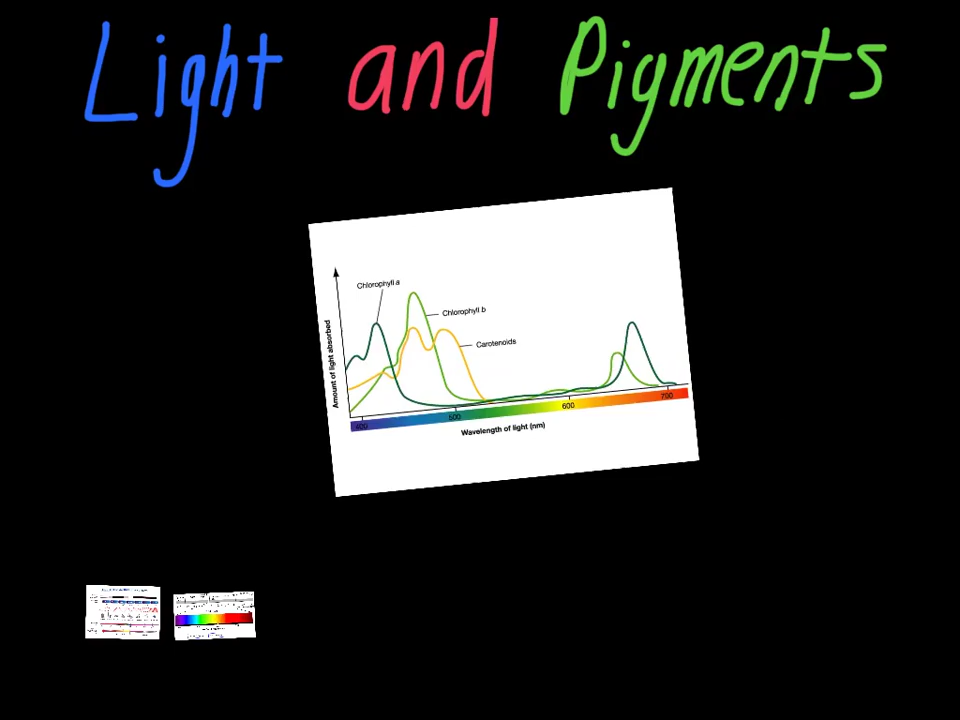 Light and Pigments
Chlorophyll a
Chlorophyll b
Carotenoids
Amount of light absorbed
400 500 600 700
Wavelength of light (nm)